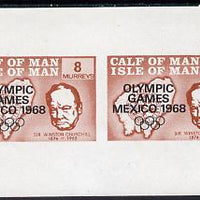 CALF OF MAN
ISLE OF MAN
OLYMPIC
GAMES
MEXICO 1968
8
MURREYS
SIR WINSTON CHURCHILL
1874 - 1965
CALF OF MAN
ISLE OF MAN
OLYMPIC
GAMES
MEXICO 1968
SIR WINSTON
1874